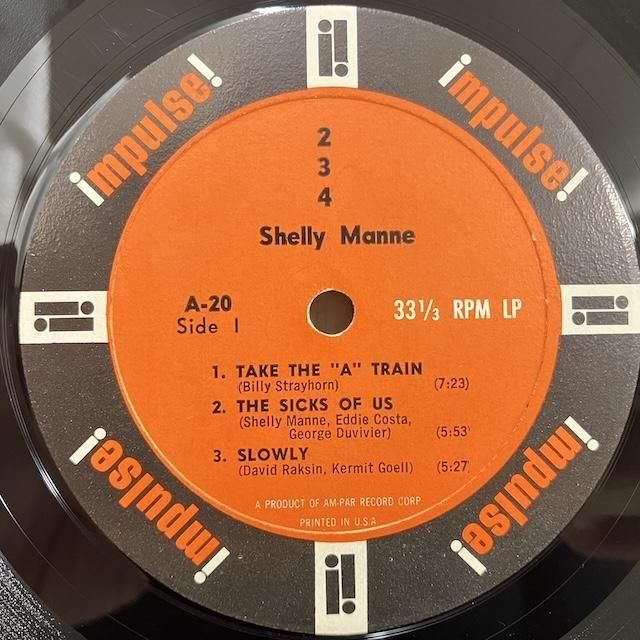 impulse!
impulse!
2
3
4
Shelly Manne
A-20
Side 1
33⅓ RPM LP
1. TAKE THE "A" TRAIN
(Billy Strayhorn) (7:23)
2. THE SICKS OF US
(Shelly Manne, Eddie Costa,
George Duvivier) (5:53)
3. SLOWLY
(David Raksin, Kermit Goell) (5:27)
A PRODUCT OF AM-PAR RECORD CORP.
PRINTED IN U.S.A
impulse!
impulse!